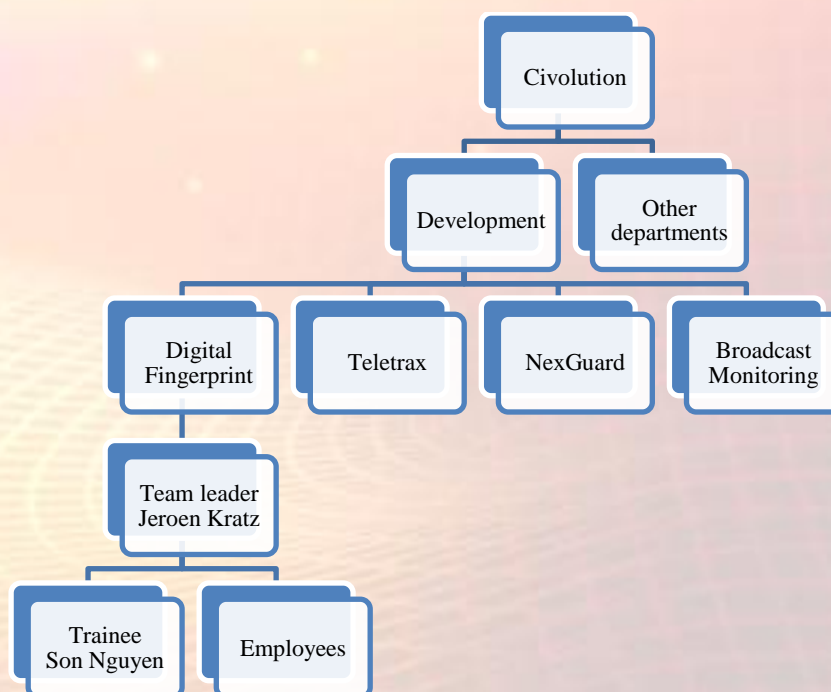 Civolution
Development
Other
departments
Digital
Fingerprint
Teletrax
NexGuard
Broadcast
Monitoring
Team leader
Jeroen Kratz
Trainee
Son Nguyen
Employees